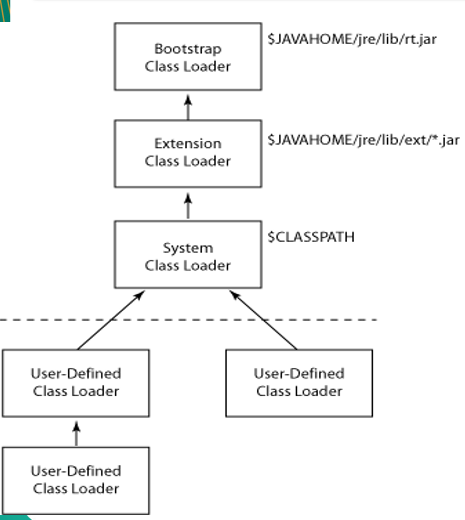 Bootstrap
Class Loader
$JAVAHOME/jre/lib/rt.jar
Extension
Class Loader
$JAVAHOME/jre/lib/ext/*.jar
System
Class Loader
$CLASSPATH
User-Defined
Class Loader
User-Defined
Class Loader
User-Defined
Class Loader